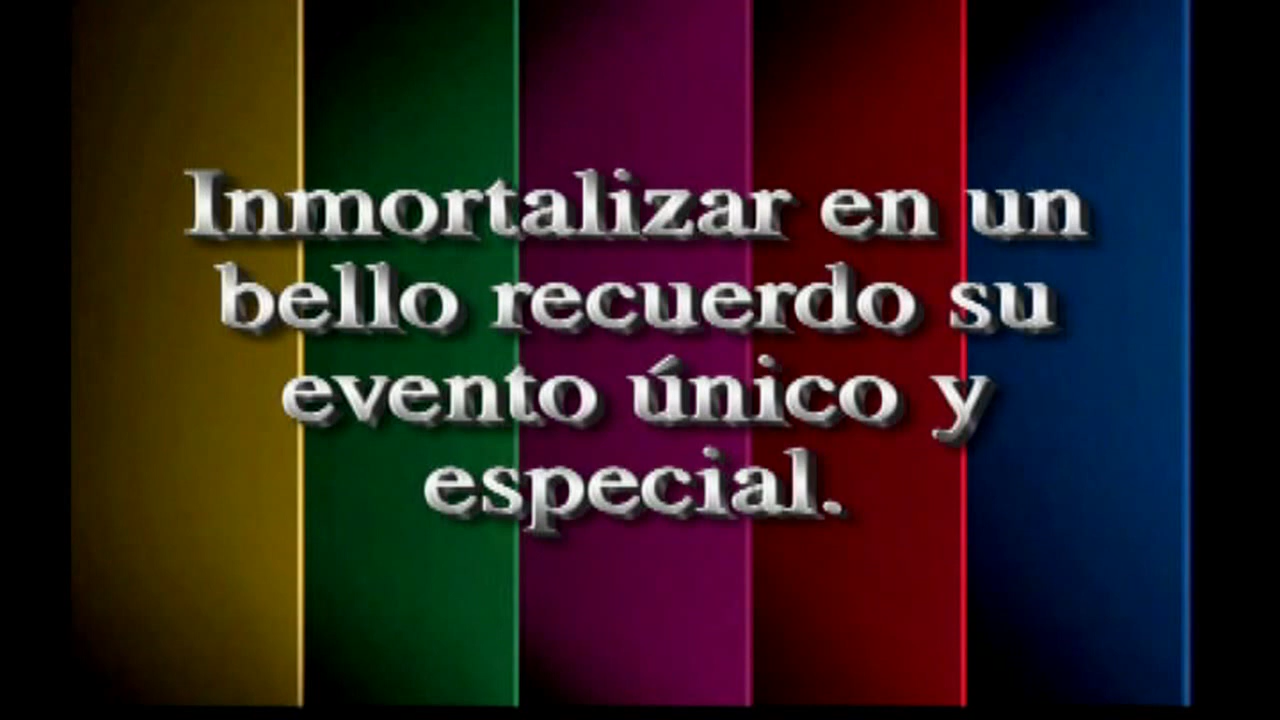 Inmortalizar en un
bello recuerdo su
evento único y
especial.